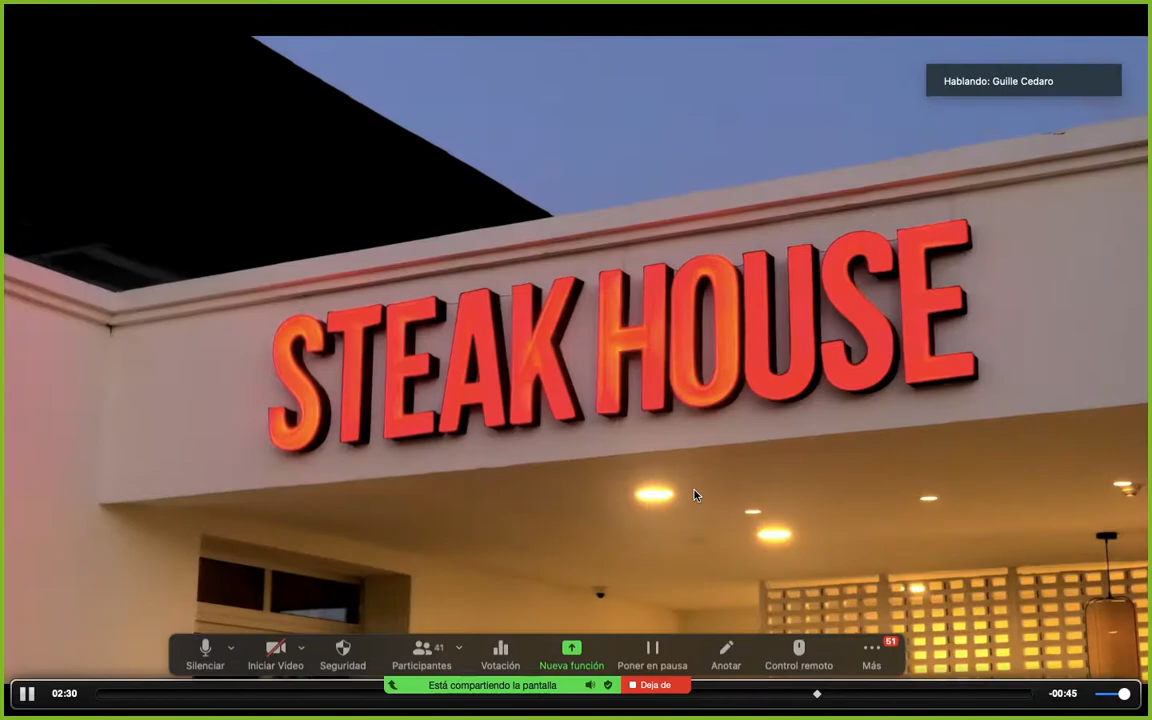 Hablando: Guille Cedaro
STEAK HOUSE
Silenciar
Iniciar Video
Seguridad
41
Participantes
Votación
Nueva función
Poner en pausa
Anotar
Control remoto
51
Más
Está compartiendo la pantalla
Deja de
02:30
-00:45